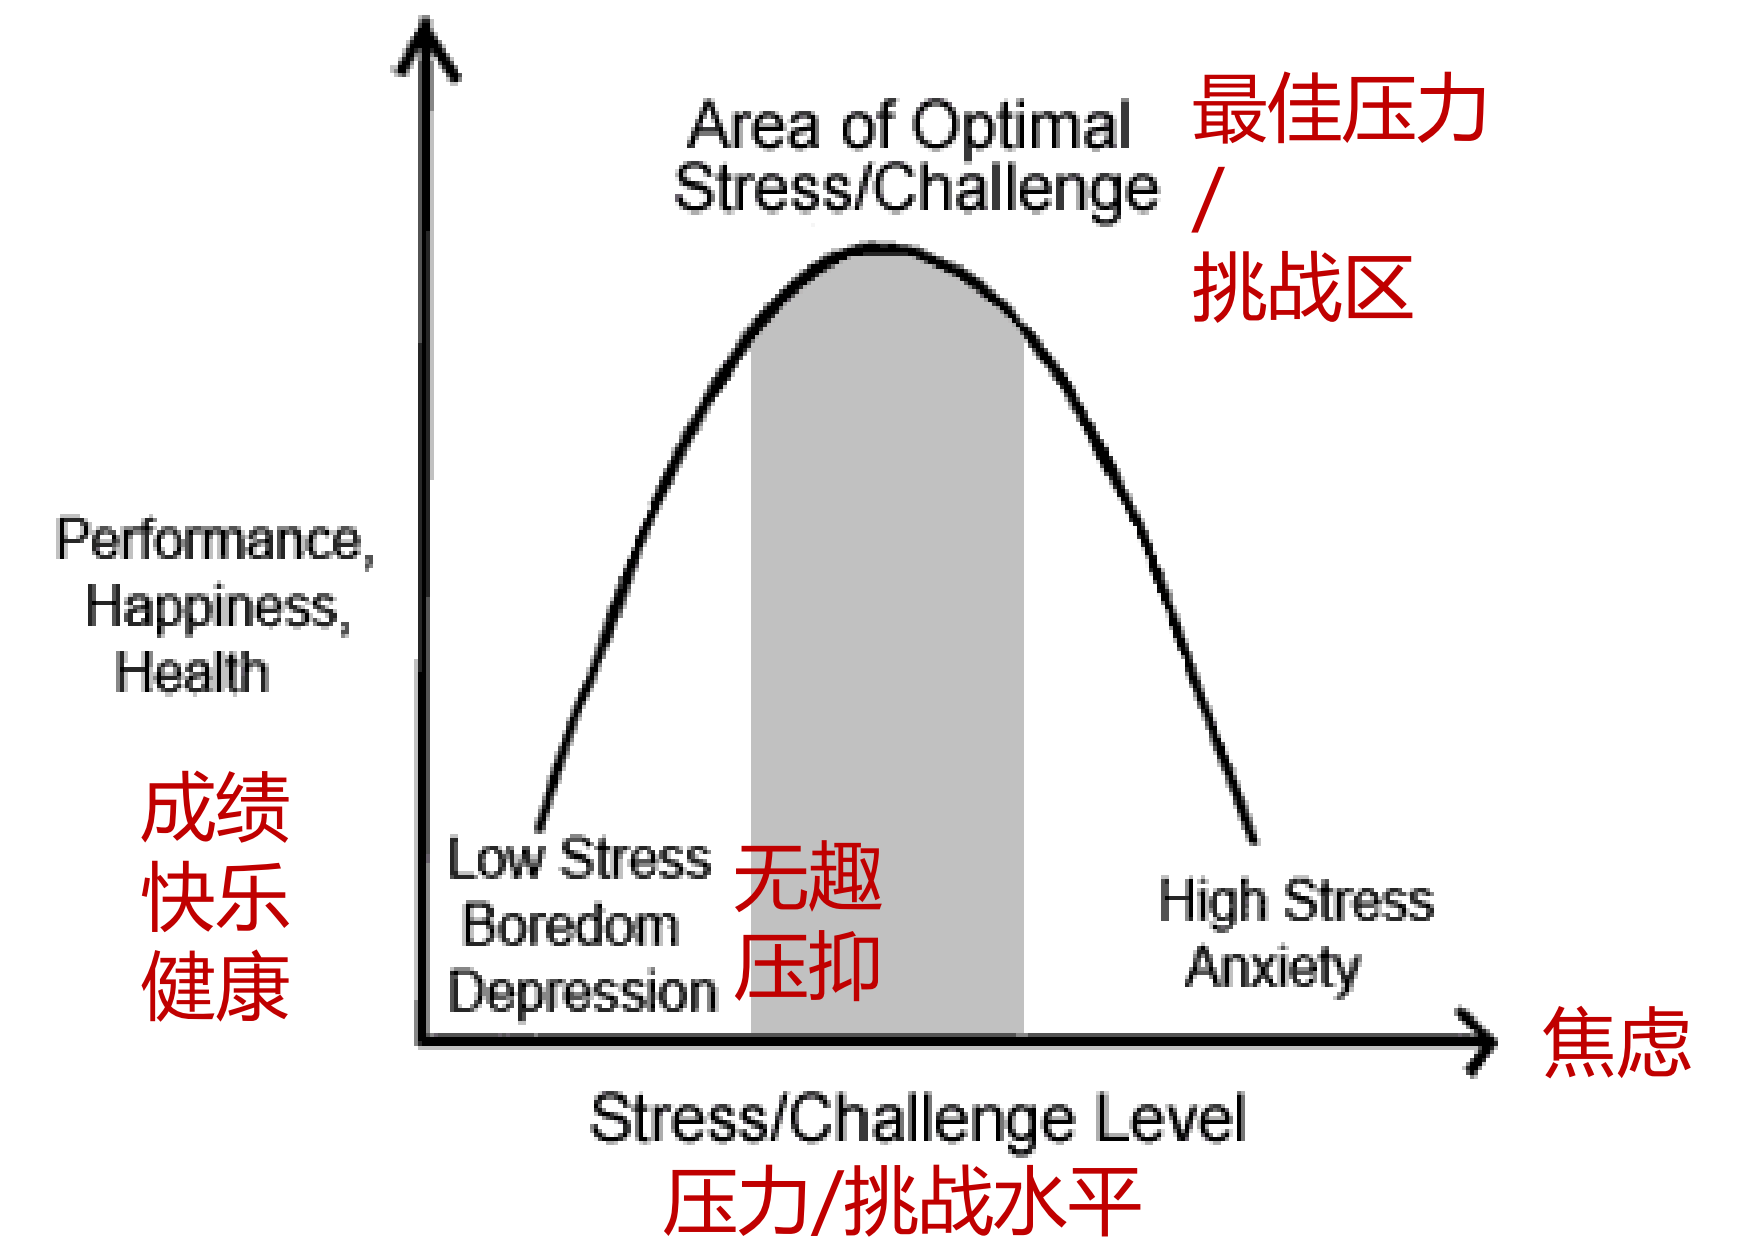 Area of Optimal
Stress/Challenge
最佳压力
/
挑战区
Performance,
Happiness,
Health
成绩
快乐
健康
Low Stress
Boredom
Depression
无趣
压抑
High Stress
Anxiety
焦虑
Stress/Challenge Level
压力/挑战水平